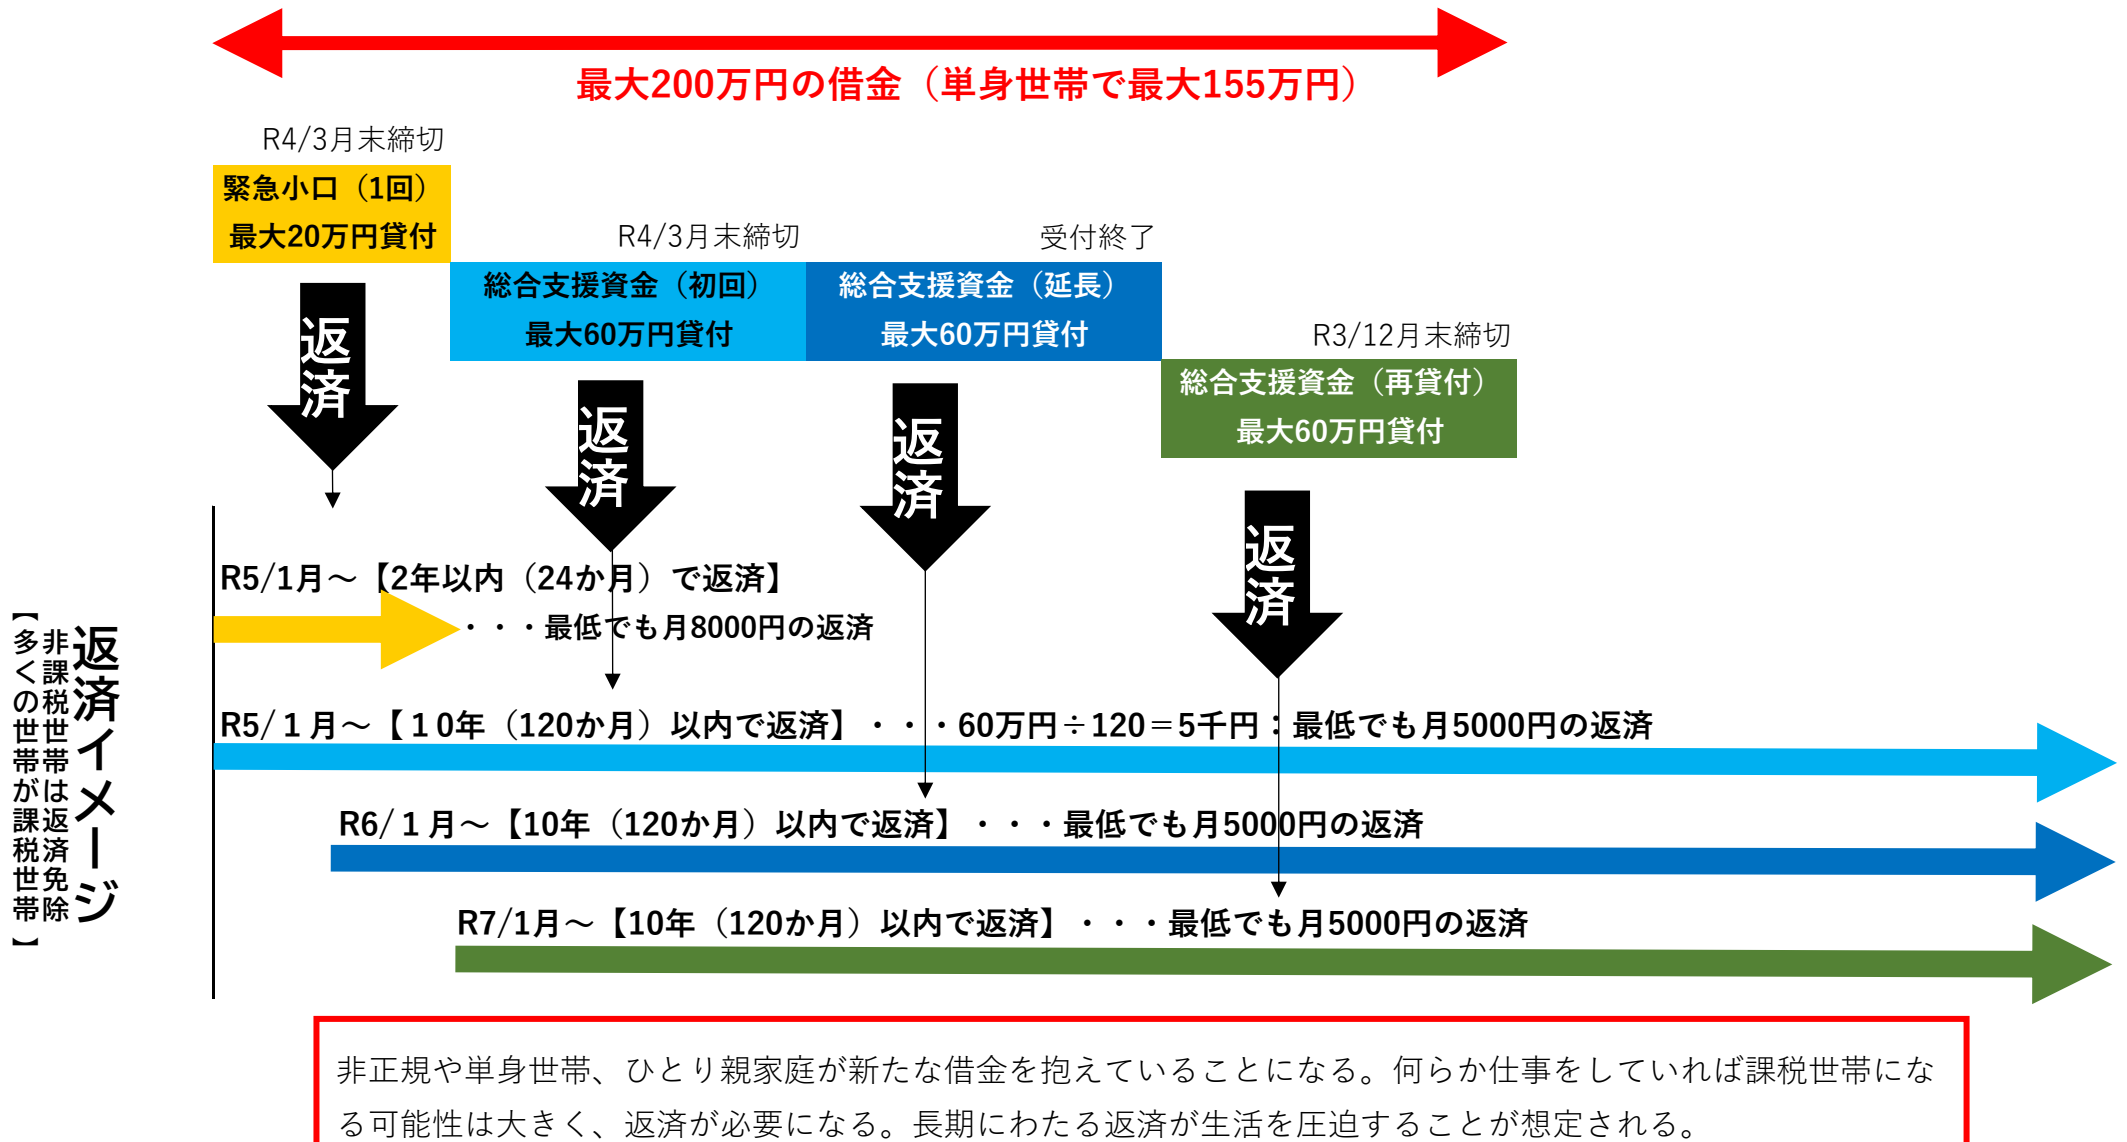 最大200万円の借金（単身世帯で最大155万円）
R4/3月末締切
緊急小口（1回）
最大20万円貸付
R4/3月末締切
総合支援資金（初回）
最大60万円貸付
受付終了
総合支援資金（延長）
最大60万円貸付
R3/12月末締切
総合支援資金（再貸付）
最大60万円貸付
返済
返済
返済
返済
返済イメージ
非課税世帯は返済免除
【多くの世帯が課税世帯】
R5/1月～【2年以内（24か月）で返済】
・・・最低でも月8000円の返済
R5/１月～【１0年（120か月）以内で返済】・・・60万円÷120＝5千円：最低でも月5000円の返済
R6/１月～【10年（120か月）以内で返済】・・・最低でも月5000円の返済
R7/1月～【10年（120か月）以内で返済】・・・最低でも月5000円の返済
非正規や単身世帯、ひとり親家庭が新たな借金を抱えていることになる。何らか仕事をしていれば課税世帯にな
る可能性は大きく、返済が必要になる。長期にわたる返済が生活を圧迫することが想定される。